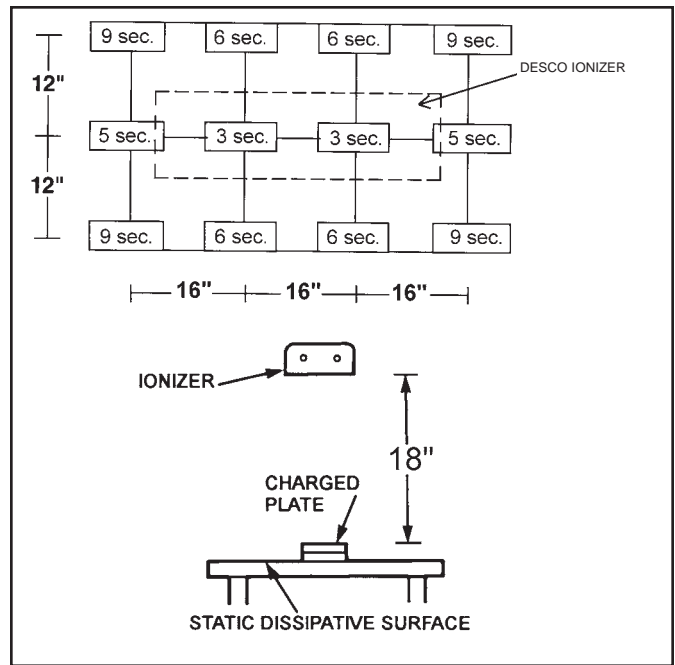 9 sec. 6 sec. 6 sec. 9 sec.
DESCO IONIZER
12"
5 sec. 3 sec. 3 sec. 5 sec.
12"
9 sec. 6 sec. 6 sec. 9 sec.
16" 16" 16"
IONIZER
18"
CHARGED
PLATE
STATIC DISSIPATIVE SURFACE